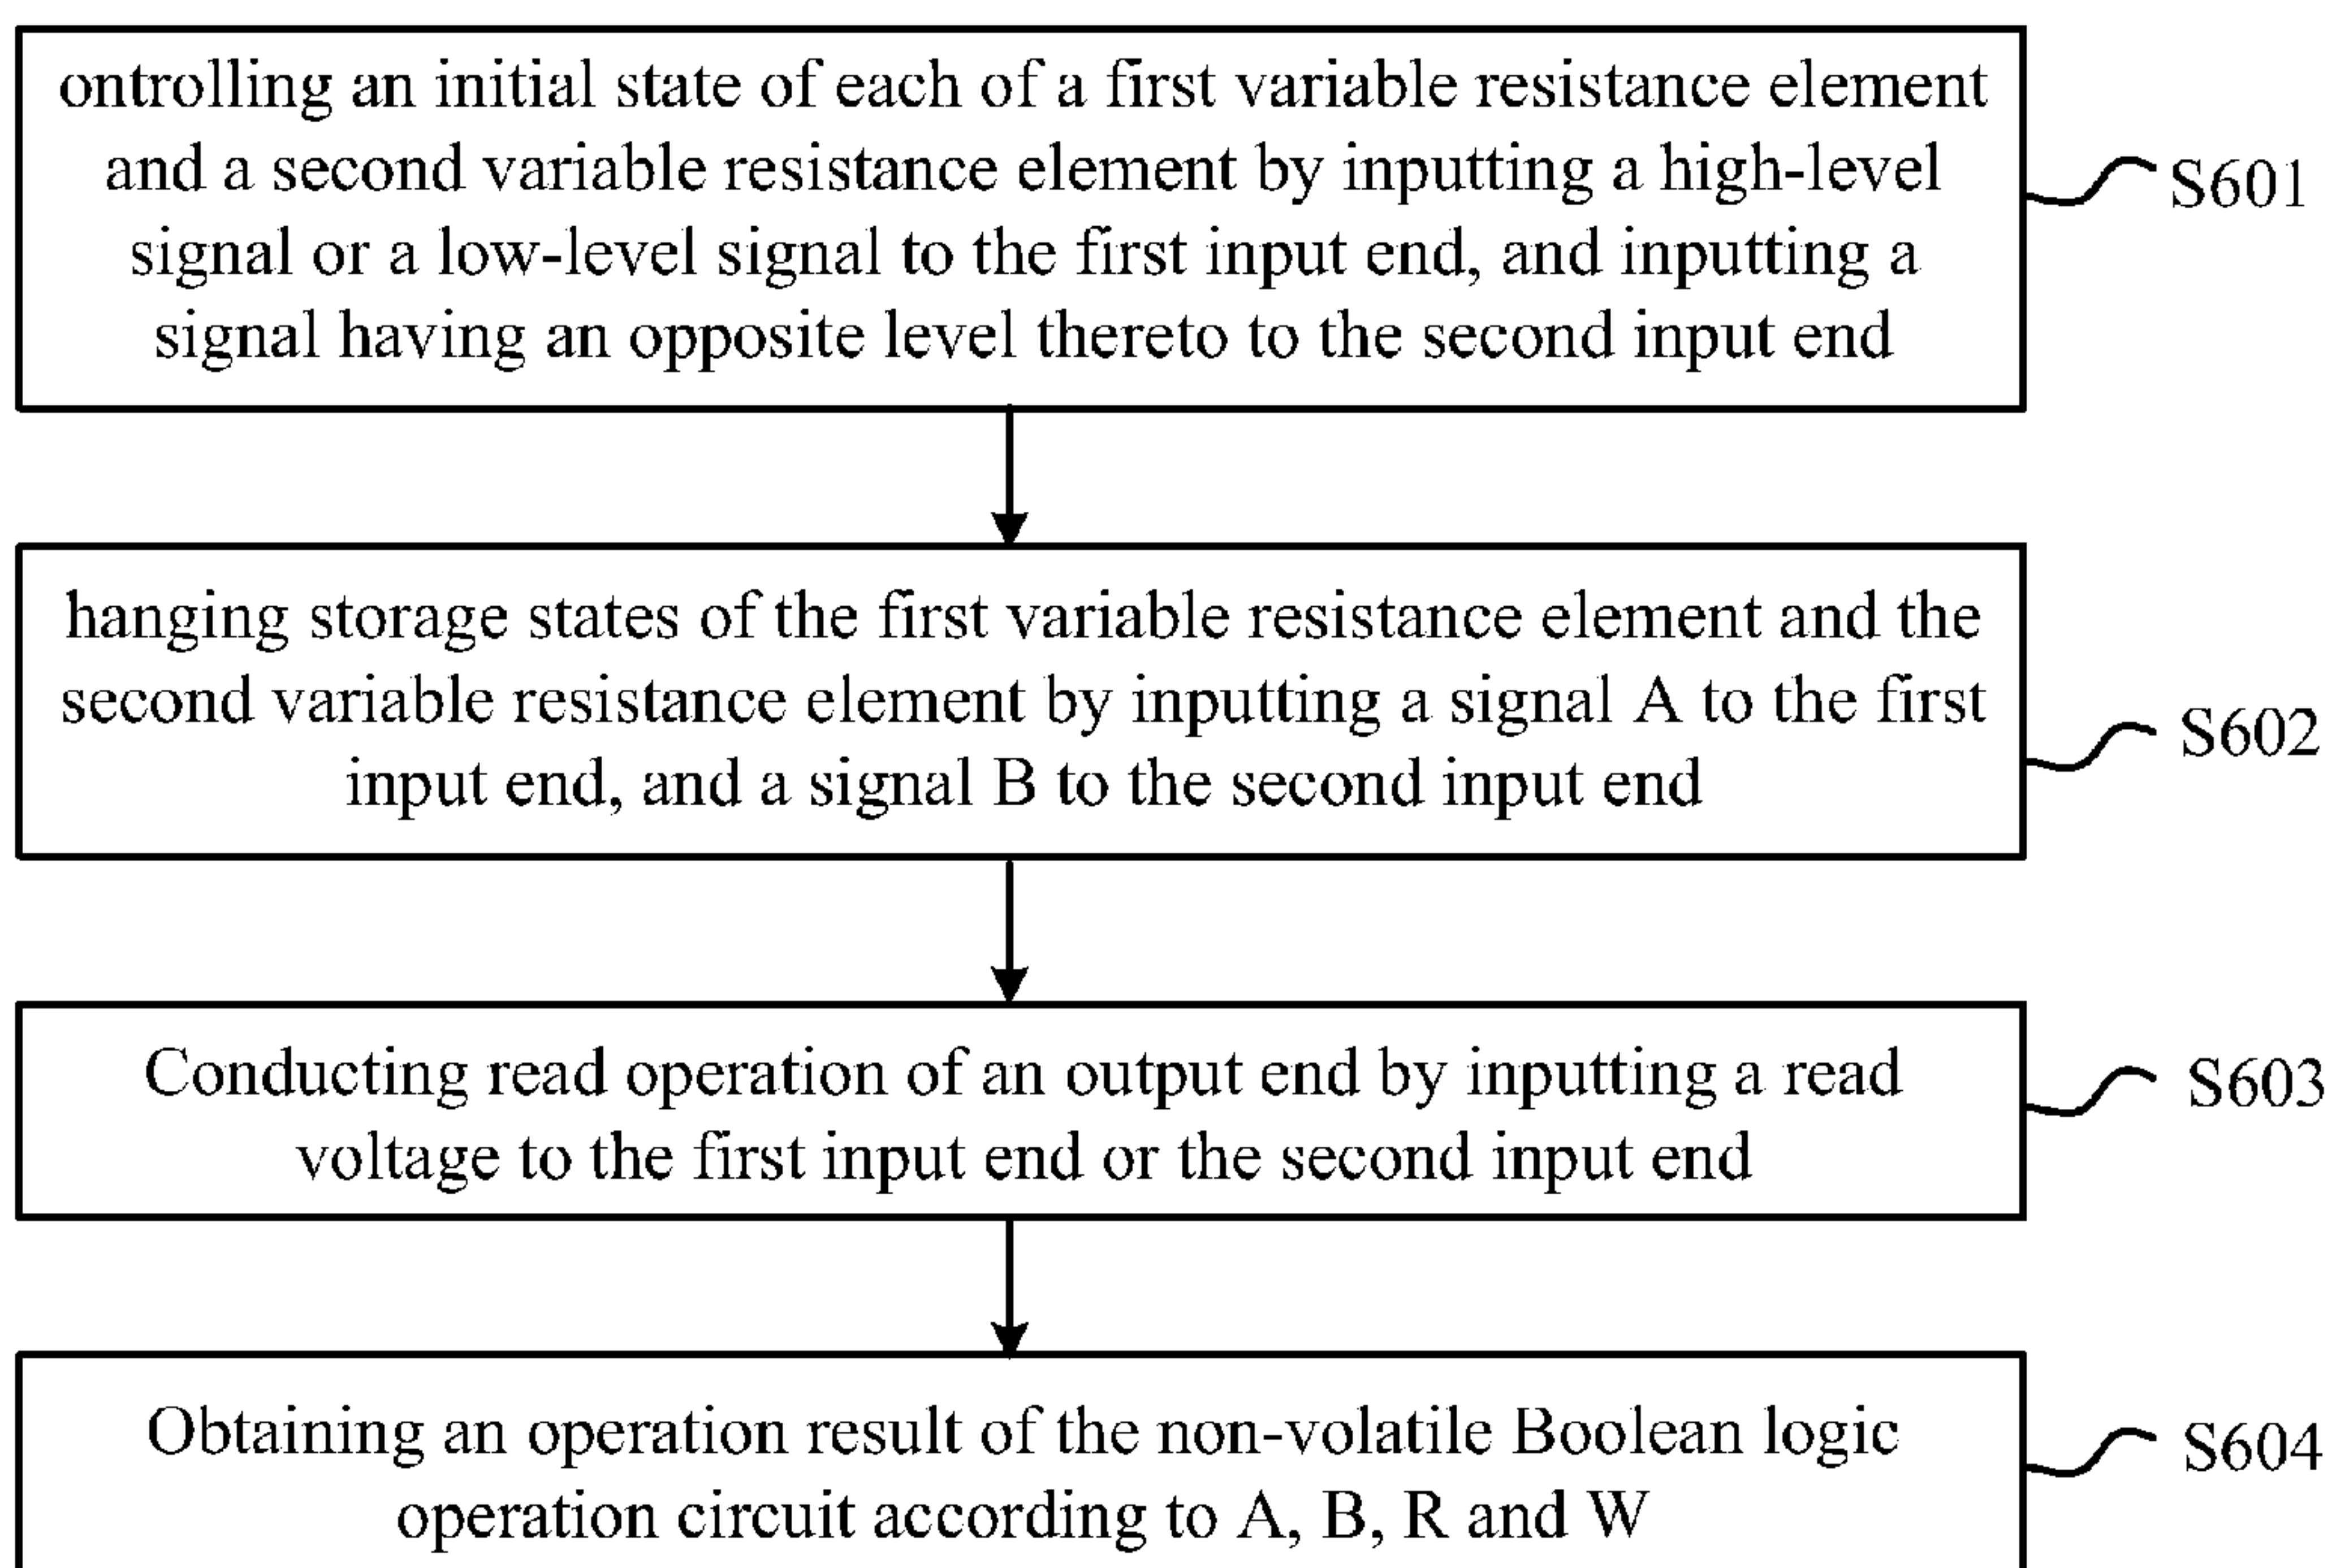 ontrolling an initial state of each of a first variable resistance element
and a second variable resistance element by inputting a high-level
signal or a low-level signal to the first input end, and inputting a
signal having an opposite level thereto to the second input end
S601
hanging storage states of the first variable resistance element and the
second variable resistance element by inputting a signal A to the first
input end, and a signal B to the second input end
S602
Conducting read operation of an output end by inputting a read
voltage to the first input end or the second input end
S603
Obtaining an operation result of the non-volatile Boolean logic
operation circuit according to A, B, R and W
S604